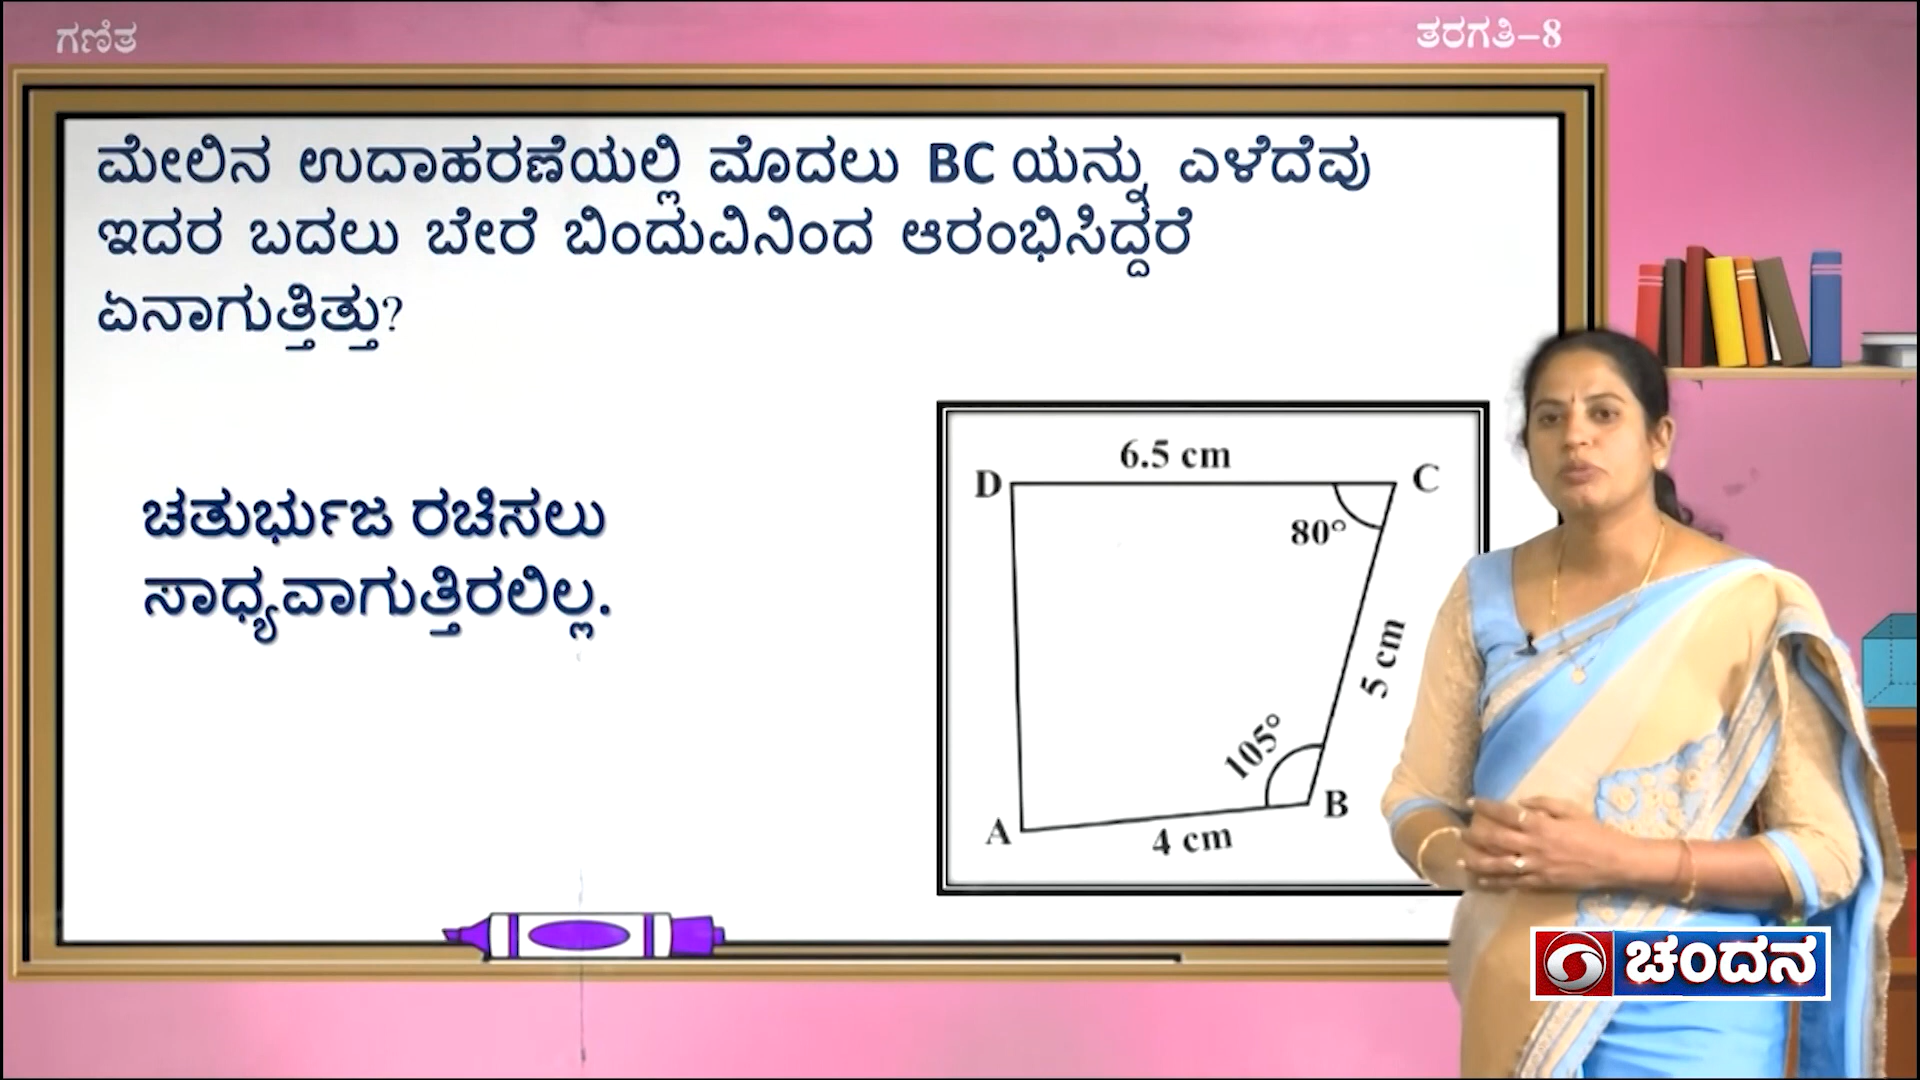 ಗಣಿತ
ತರಗತಿ-8
ಮೇಲಿನ ಉದಾಹರಣೆಯಲ್ಲಿ ಮೊದಲು BC ಯನ್ನು ಎಳೆದೆವು
ಇದರ ಬದಲು ಬೇರೆ ಬಿಂದುವಿನಿಂದ ಆರಂಭಿಸಿದ್ದರೆ
ಏನಾಗುತ್ತಿತ್ತು?
ಚತುರ್ಭುಜ ರಚಿಸಲು
ಸಾಧ್ಯವಾಗುತ್ತಿರಲಿಲ್ಲ.
6.5 cm
D
C
80°
5 cm
105°
B
A
4 cm
ಚಂದನ